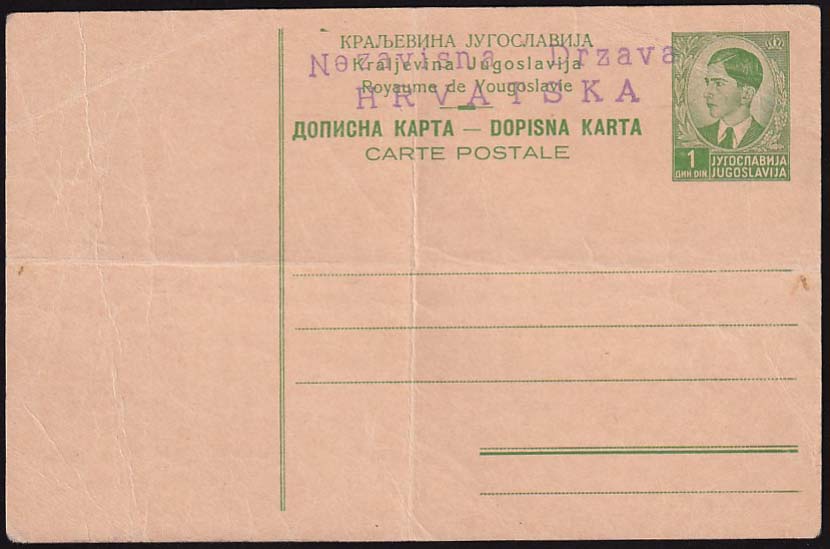 КРАЉЕВИНА ЈУГОСЛАВИЈА
Nezavisna Drzava
Kraljevina Jugoslavija
Royaume de Yougoslavie
HRVATSKA
ДОПИСНА КАРТА — DOPISNA KARTA
CARTE POSTALE
1
ДИН DIN
ЈУГОСЛАВИЈА
JUGOSLAVIJA